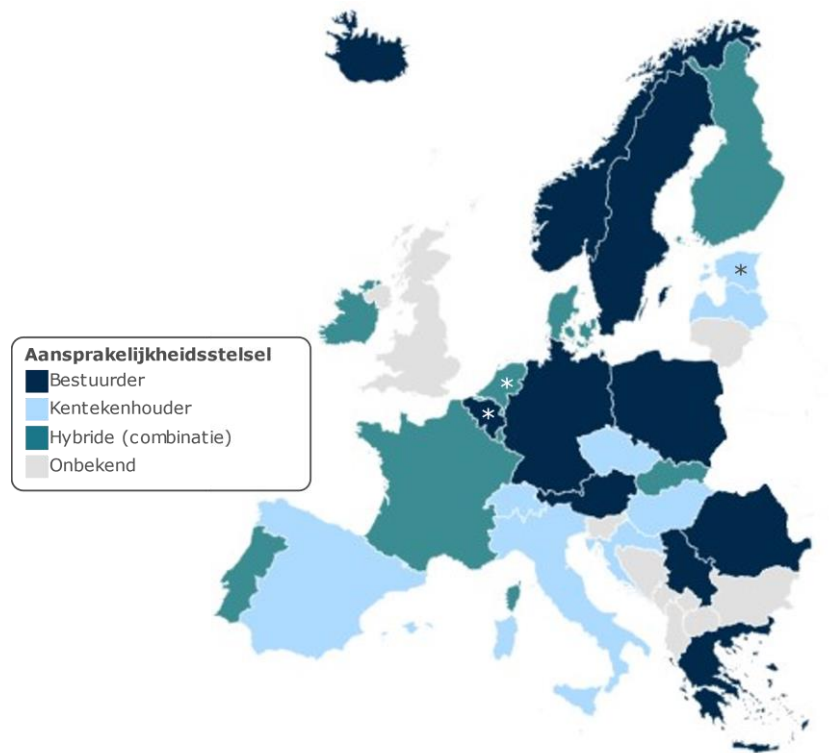 *
*
*
Aansprakelijkheidsstelsel
Bestuurder
Kentekenhouder
Hybride (combinatie)
Onbekend